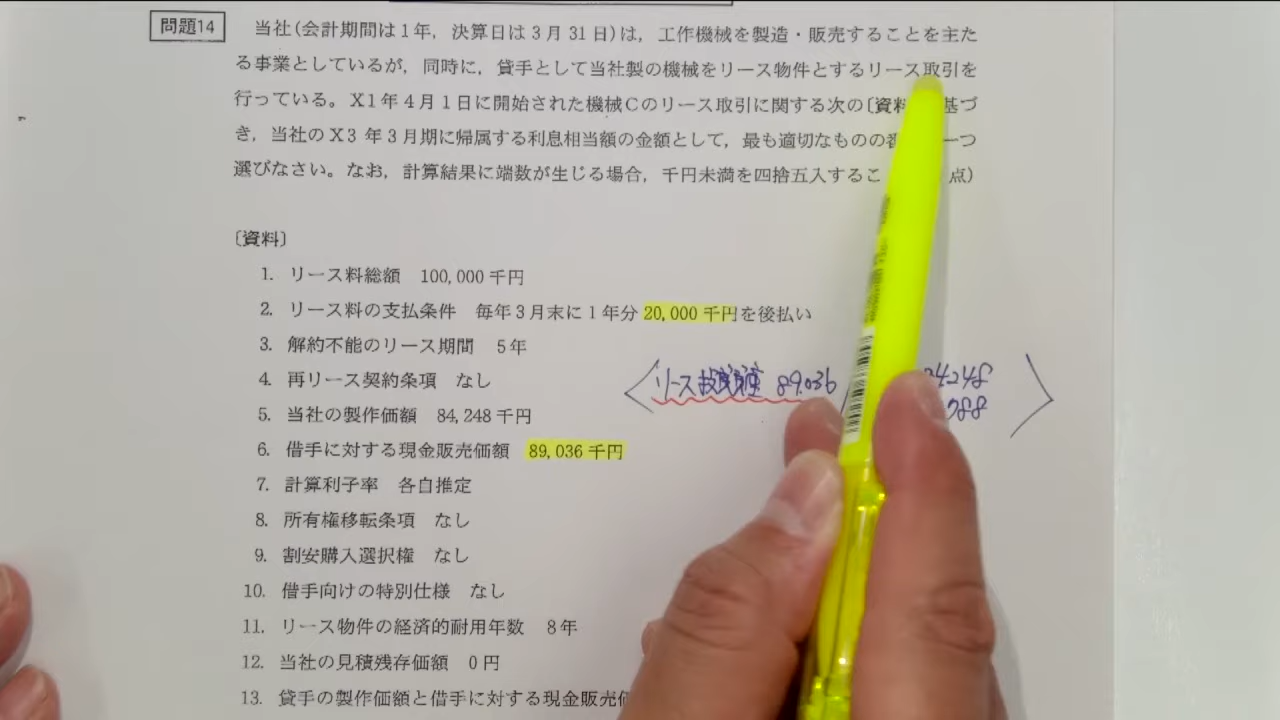 問題14 当社(会計期間は1年，決算日は3月31日)は，工作機械を製造・販売することを主た
る事業としているが，同時に，貸手として当社製の機械をリース物件とするリース取引を
行っている。X1年4月1日に開始された機械Cのリース取引に関する次の〔資料 基づ
き，当社のX3年3月期に帰属する利息相当額の金額として，最も適切なものの 一つ
選びなさい。なお，計算結果に端数が生じる場合，千円未満を四捨五入するこ 点)
〔資料〕
1. リース料総額 100,000千円
2. リース料の支払条件 毎年3月末に1年分20,000千円を後払い
3. 解約不能のリース期間 5年
4. 再リース契約条項 なし
5. 当社の製作価額 84,248千円
リース投資資産 89,036
6. 借手に対する現金販売価額 89,036千円
7. 計算利子率 各自推定
8. 所有権移転条項 なし
9. 割安購入選択権 なし
10. 借手向けの特別仕様 なし
11. リース物件の経済的耐用年数 8年
12. 当社の見積残存価額 0円
13. 貸手の製作価額と借手に対する現金販売価